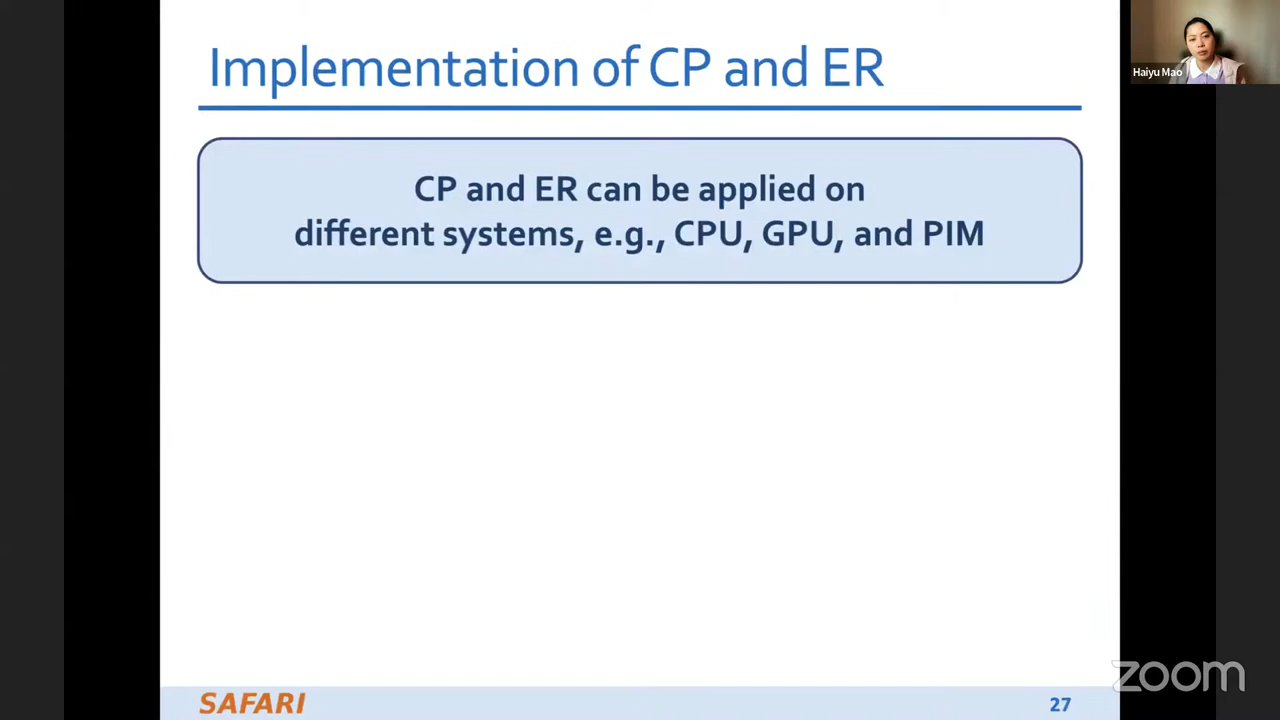 Implementation of CP and ER
Haiyu Mao
CP and ER can be applied on
different systems, e.g., CPU, GPU, and PIM
zoom
SAFARI
27